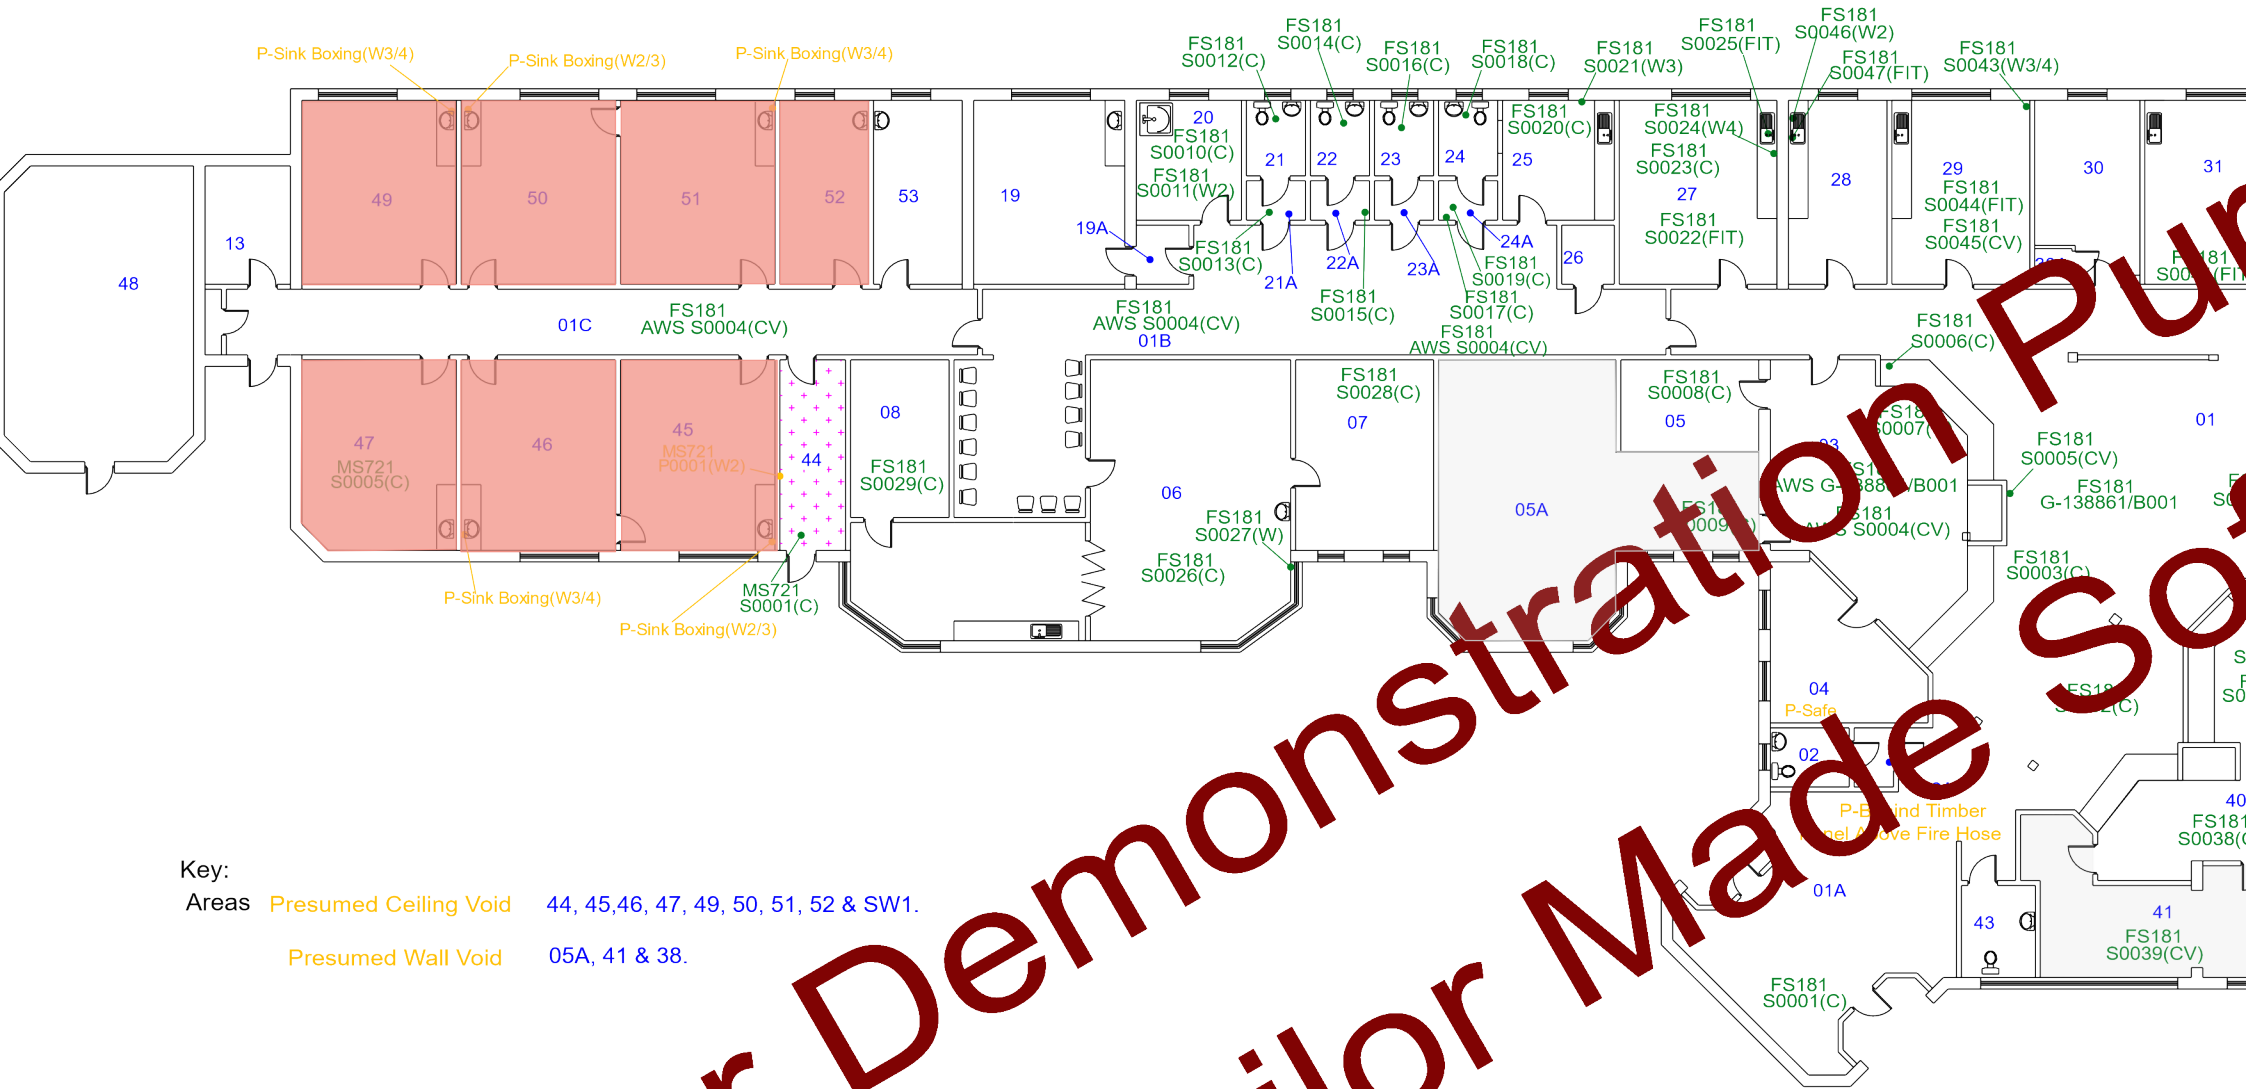 P-Sink Boxing(W3/4)
P-Sink Boxing(W2/3)
P-Sink Boxing(W3/4)
FS181
S0012(C)
FS181
S0014(C)
FS181
S0016(C)
FS181
S0018(C)
FS181
S0021(W3)
FS181
S0025(FIT)
FS181
S0046(W2)
FS181
S0047(FIT)
FS181
S0043(W3/4)
48
13
49
50
51
52
53
19
19A
20
FS181
S0010(C)
FS181
S0011(W2)
21
22
23
24
25
FS181
S0020(C)
FS181
S0024(W4)
FS181
S0023(C)
27
FS181
S0022(FIT)
28
29
FS181
S0044(FIT)
FS181
S0045(CV)
30
31
FS181
S0013(C)
21A
22A
23A
24A
26
FS181
S0019(C)
FS181
S0015(C)
FS181
S0017(C)
01C
FS181
AWS S0004(CV)
FS181
AWS S0004(CV)
01B
FS181
AWS S0004(CV)
FS181
S0006(C)
47
MS721
S0005(C)
46
45
MS721
P0001(W2)
44
08
FS181
S0029(C)
06
FS181
S0027(W)
FS181
S0026(C)
07
FS181
S0028(C)
05A
05
FS181
S0008(C)
AWS S0004(CV)
01
FS181
S0005(CV)
FS181
G-138861/B001
FS181
S0003(C)
P-Sink Boxing(W3/4)
P-Sink Boxing(W2/3)
MS721
S0001(C)
04
P-Safe
02
Timber
Fire Hose
01A
40
FS181
41
FS181
S0039(CV)
43
FS181
S0001(C)
Key:
Areas Presumed Ceiling Void 44, 45,46, 47, 49, 50, 51, 52 & SW1.
Presumed Wall Void 05A, 41 & 38.
Demonstration
Made